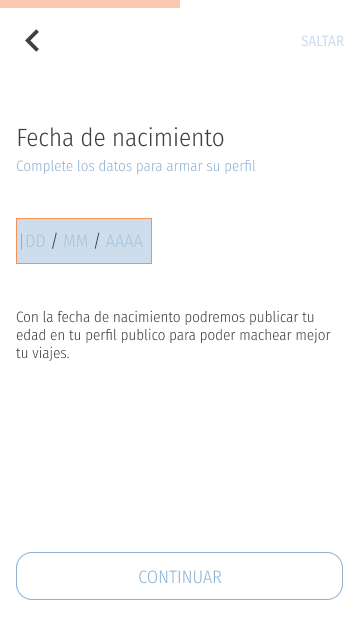 SALTAR
Fecha de nacimiento
Complete los datos para armar su perfil
DD / MM / AAAA
Con la fecha de nacimiento podremos publicar tu
edad en tu perfil publico para poder machear mejor
tu viajes.
CONTINUAR